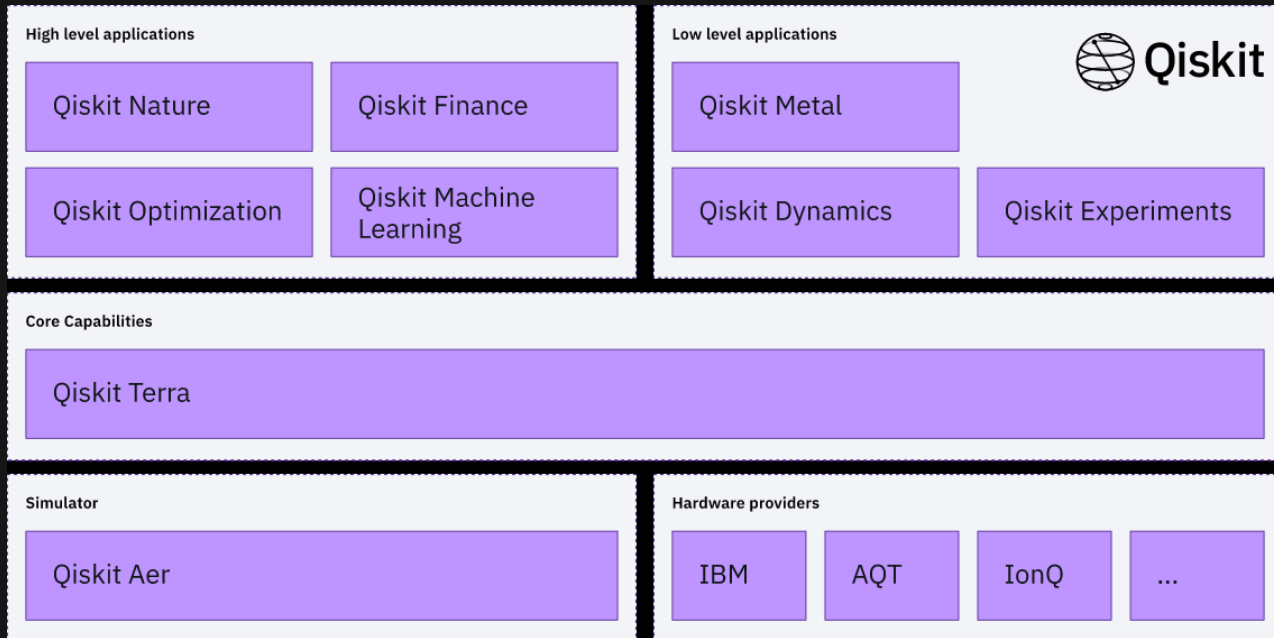 High level applications
Qiskit Nature
Qiskit Finance
Qiskit Optimization
Qiskit Machine
Learning
Low level applications
Qiskit
Qiskit Metal
Qiskit Dynamics
Qiskit Experiments
Core Capabilities
Qiskit Terra
Simulator
Qiskit Aer
Hardware providers
IBM
AQT
IonQ
...